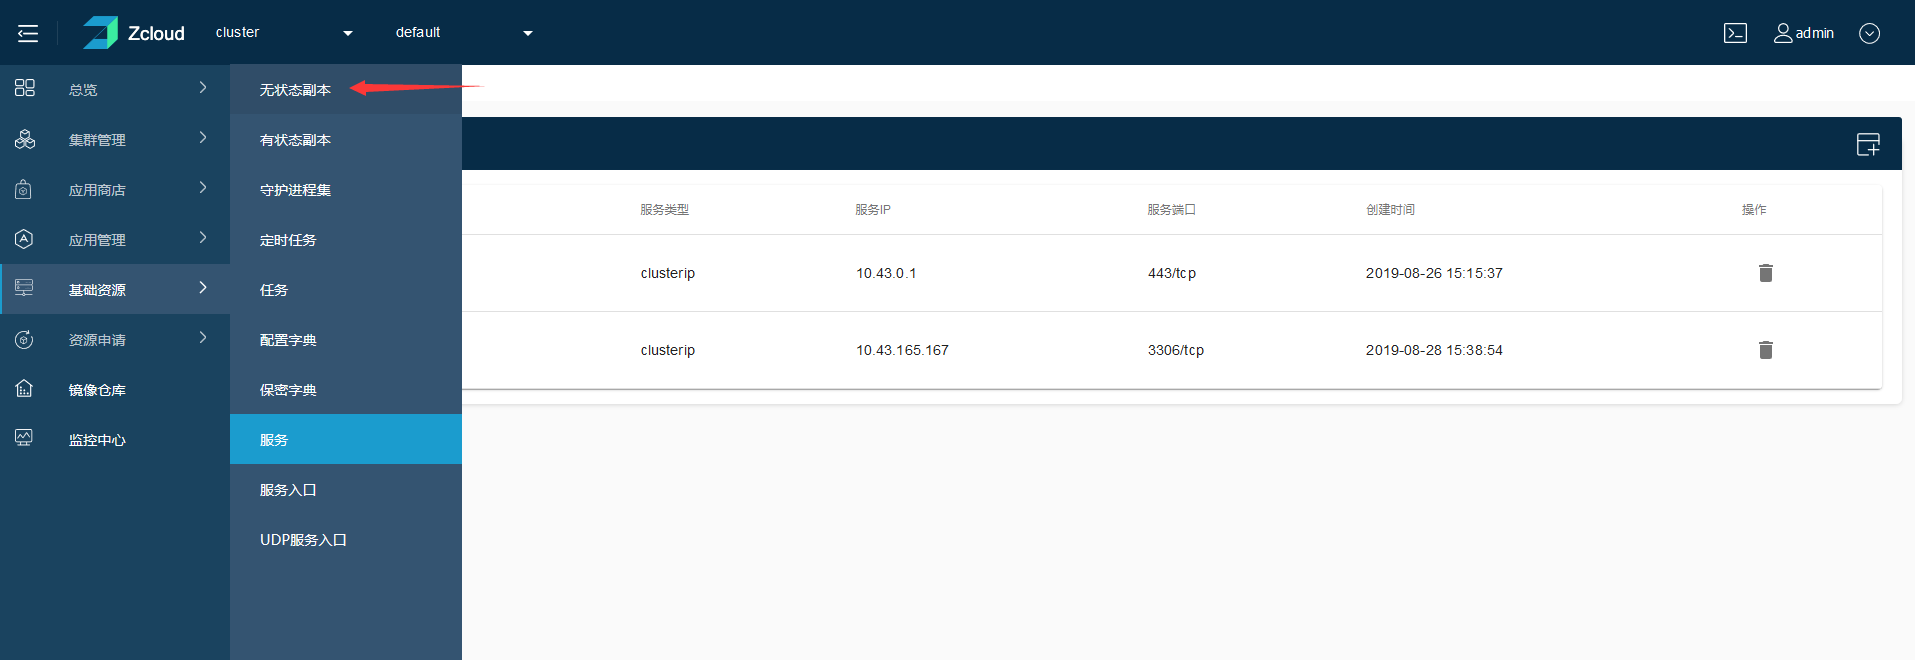 Zcloud cluster default admin
总览
集群管理
应用商店
应用管理
基础资源
资源申请
镜像仓库
监控中心
无状态副本
有状态副本
守护进程集
定时任务
任务
配置字典
保密字典
服务
服务入口
UDP服务入口
服务类型 服务IP 服务端口 创建时间 操作
clusterip 10.43.0.1 443/tcp 2019-08-26 15:15:37
clusterip 10.43.165.167 3306/tcp 2019-08-28 15:38:54